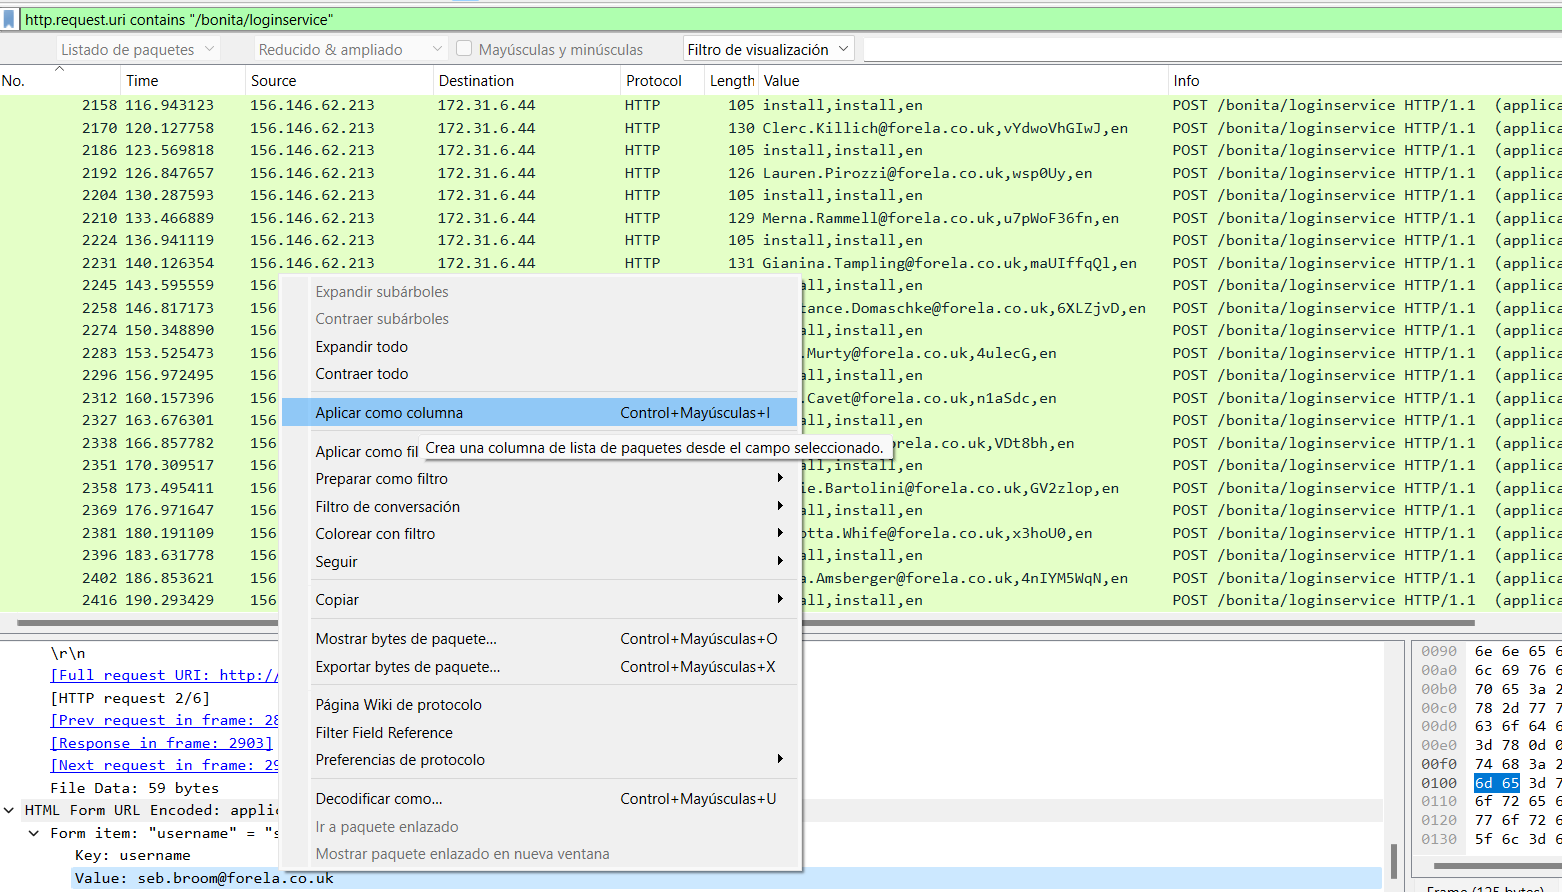 http.request.uri contains "/bonita/loginservice"
Listado de paquetes Reducido & ampliado Mayúsculas y minúsculas Filtro de visualización
No. Time Source Destination Protocol Length Value Info
2158 116.943123 156.146.62.213 172.31.6.44 HTTP 105 install,install,en POST /bonita/loginservice HTTP/1.1 (applica
2170 120.127758 156.146.62.213 172.31.6.44 HTTP 130 Clerc.Killich@forela.co.uk,vYdwoVhGIwJ,en POST /bonita/loginservice HTTP/1.1 (applica
2186 123.569818 156.146.62.213 172.31.6.44 HTTP 105 install,install,en POST /bonita/loginservice HTTP/1.1 (applica
2192 126.847657 156.146.62.213 172.31.6.44 HTTP 126 Lauren.Pirozzi@forela.co.uk,wsp0Uy,en POST /bonita/loginservice HTTP/1.1 (applica
2204 130.287593 156.146.62.213 172.31.6.44 HTTP 105 install,install,en POST /bonita/loginservice HTTP/1.1 (applica
2210 133.466889 156.146.62.213 172.31.6.44 HTTP 129 Merna.Rammell@forela.co.uk,u7pWoF36fn,en POST /bonita/loginservice HTTP/1.1 (applica
2224 136.941119 156.146.62.213 172.31.6.44 HTTP 105 install,install,en POST /bonita/loginservice HTTP/1.1 (applica
2231 140.126354 156.146.62.213 172.31.6.44 HTTP 131 Gianina.Tampling@forela.co.uk,maUIffqQl,en POST /bonita/loginservice HTTP/1.1 (applica
2245 143.595559 156 all,install,en POST /bonita/loginservice HTTP/1.1 (applica
2258 146.817173 156 tance.Domaschke@forela.co.uk,6XLZjvD,en POST /bonita/loginservice HTTP/1.1 (applica
2274 150.348890 156 all,install,en POST /bonita/loginservice HTTP/1.1 (applica
2283 153.525473 156 .Murty@forela.co.uk,4ulecG,en POST /bonita/loginservice HTTP/1.1 (applica
2296 156.972495 156 all,install,en POST /bonita/loginservice HTTP/1.1 (applica
2312 160.157396 156 .Cavet@forela.co.uk,n1aSdc,en POST /bonita/loginservice HTTP/1.1 (applica
2327 163.676301 156 all,install,en POST /bonita/loginservice HTTP/1.1 (applica
2338 166.857782 156 orela.co.uk,VDt8bh,en POST /bonita/loginservice HTTP/1.1 (applica
2351 170.309517 156 all,install,en POST /bonita/loginservice HTTP/1.1 (applica
2358 173.495411 156 ie.Bartolini@forela.co.uk,GV2zlop,en POST /bonita/loginservice HTTP/1.1 (applica
2369 176.971647 156 all,install,en POST /bonita/loginservice HTTP/1.1 (applica
2381 180.191109 156 otta.Whife@forela.co.uk,x3hoU0,en POST /bonita/loginservice HTTP/1.1 (applica
2396 183.631778 156 all,install,en POST /bonita/loginservice HTTP/1.1 (applica
2402 186.853621 156 a.Amsberger@forela.co.uk,4nIYM5WqN,en POST /bonita/loginservice HTTP/1.1 (applica
2416 190.293429 156 all,install,en POST /bonita/loginservice HTTP/1.1 (applica
Expandir subárboles
Contraer subárboles
Expandir todo
Contraer todo
Aplicar como columna Control+Mayúsculas+I
Aplicar como fil
Crea una columna de lista de paquetes desde el campo seleccionado.
Preparar como filtro
Filtro de conversación
Colorear con filtro
Seguir
Copiar
Mostrar bytes de paquete... Control+Mayúsculas+O
Exportar bytes de paquete... Control+Mayúsculas+X
Página Wiki de protocolo
Filter Field Reference
Preferencias de protocolo
Decodificar como... Control+Mayúsculas+U
Ir a paquete enlazado
Mostrar paquete enlazado en nueva ventana
\r\n
[Full request URI: http:/
[HTTP request 2/6]
[Prev request in frame: 28
[Response in frame: 2903]
[Next request in frame: 29
File Data: 59 bytes
HTML Form URL Encoded: applic
Form item: "username" = "s
Key: username
Value: seb.broom@forela.co.uk
0090 6e 6e 65 6
00a0 6c 69 76 6
00b0 70 65 3a 2
00c0 78 2d 77 7
00d0 63 6f 64 6
00e0 3d 78 0d 0
00f0 74 68 3a 2
0100 6d 65 3d 7
0110 6f 72 65 6
0120 77 6f 72 6
0130 5f 6c 3d 6
Frame (125 bytes)